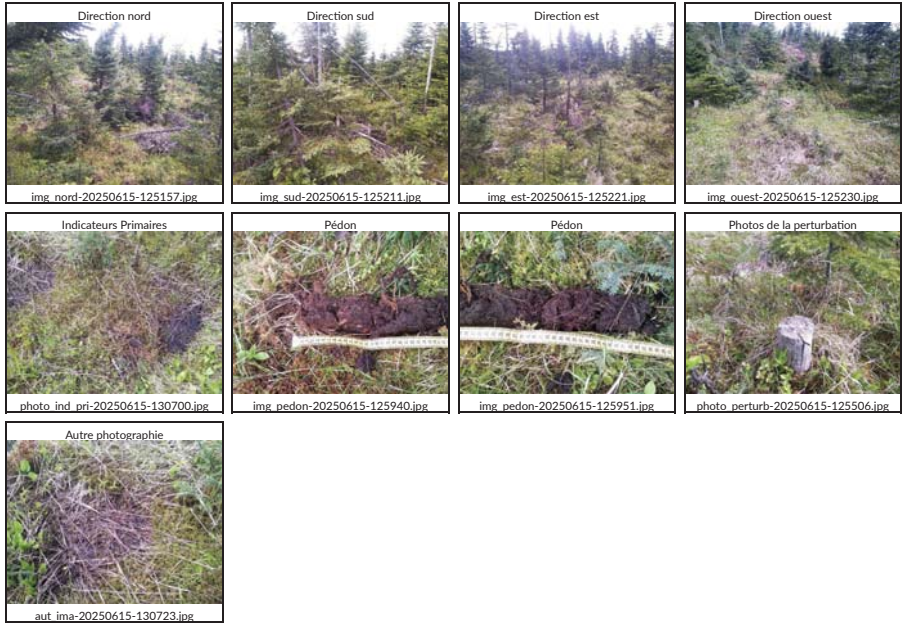 Direction nord
Direction sud
Direction est
Direction ouest
img_nord-20250615-125157.jpg
img_sud-20250615-125211.jpg
img_est-20250615-125221.jpg
img_ouest-20250615-125230.jpg
Indicateurs Primaires
Pédon
Pédon
Photos de la perturbation
photo_ind_pri-20250615-130700.jpg
img_pedon-20250615-125940.jpg
img_pedon-20250615-125951.jpg
photo_perturb-20250615-125506.jpg
Autre photographie
aut_ima-20250615-130723.jpg